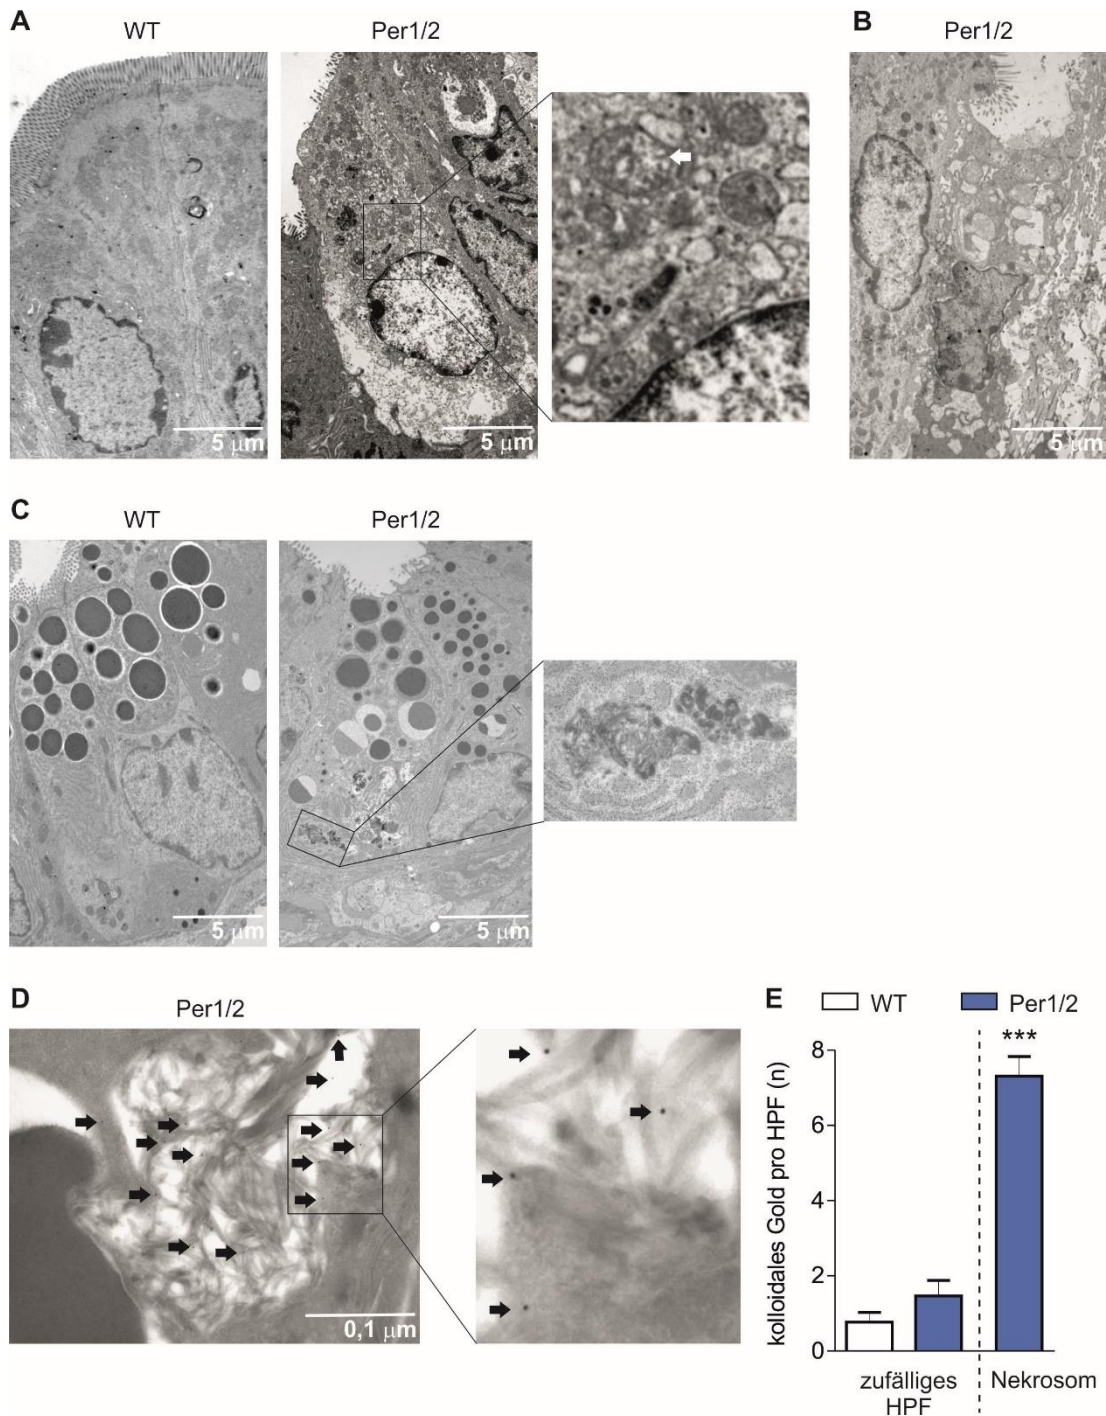 A
WT
Per1/2
B
Per1/2
5 µm
5 µm
5 µm
C
WT
Per1/2
5 µm
5 µm
D
Per1/2
0,1 µm
E
WT
Per1/2
kolloidales Gold pro HPF (n)
8
6
4
2
0
***
zufälliges
HPF
Nekrosom